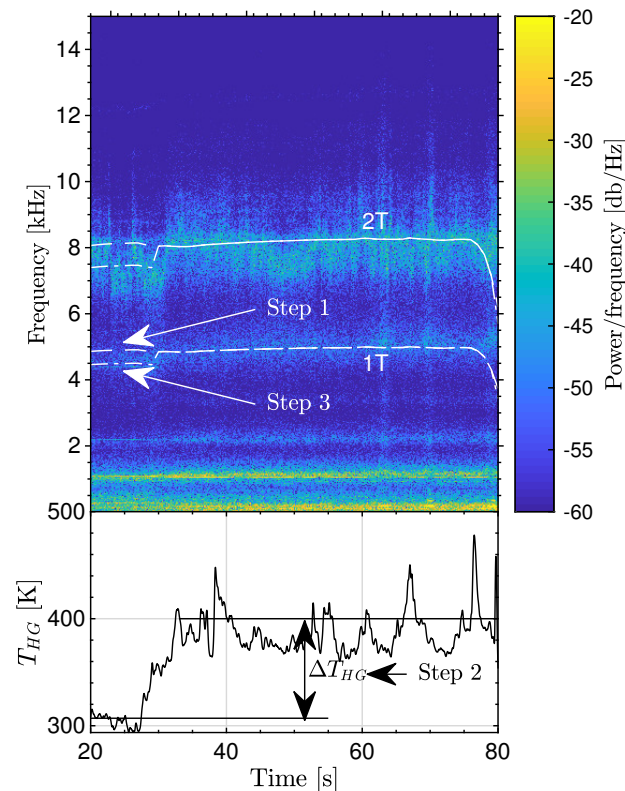 14
12
10
8
6
4
2
Frequency [kHz]
2T
Step 1
1T
Step 3
-20
-25
-30
-35
-40
-45
-50
-55
-60
Power/frequency [db/Hz]
500
400
300
T_HG [K]
ΔT_HG
Step 2
20
40
60
80
Time [s]